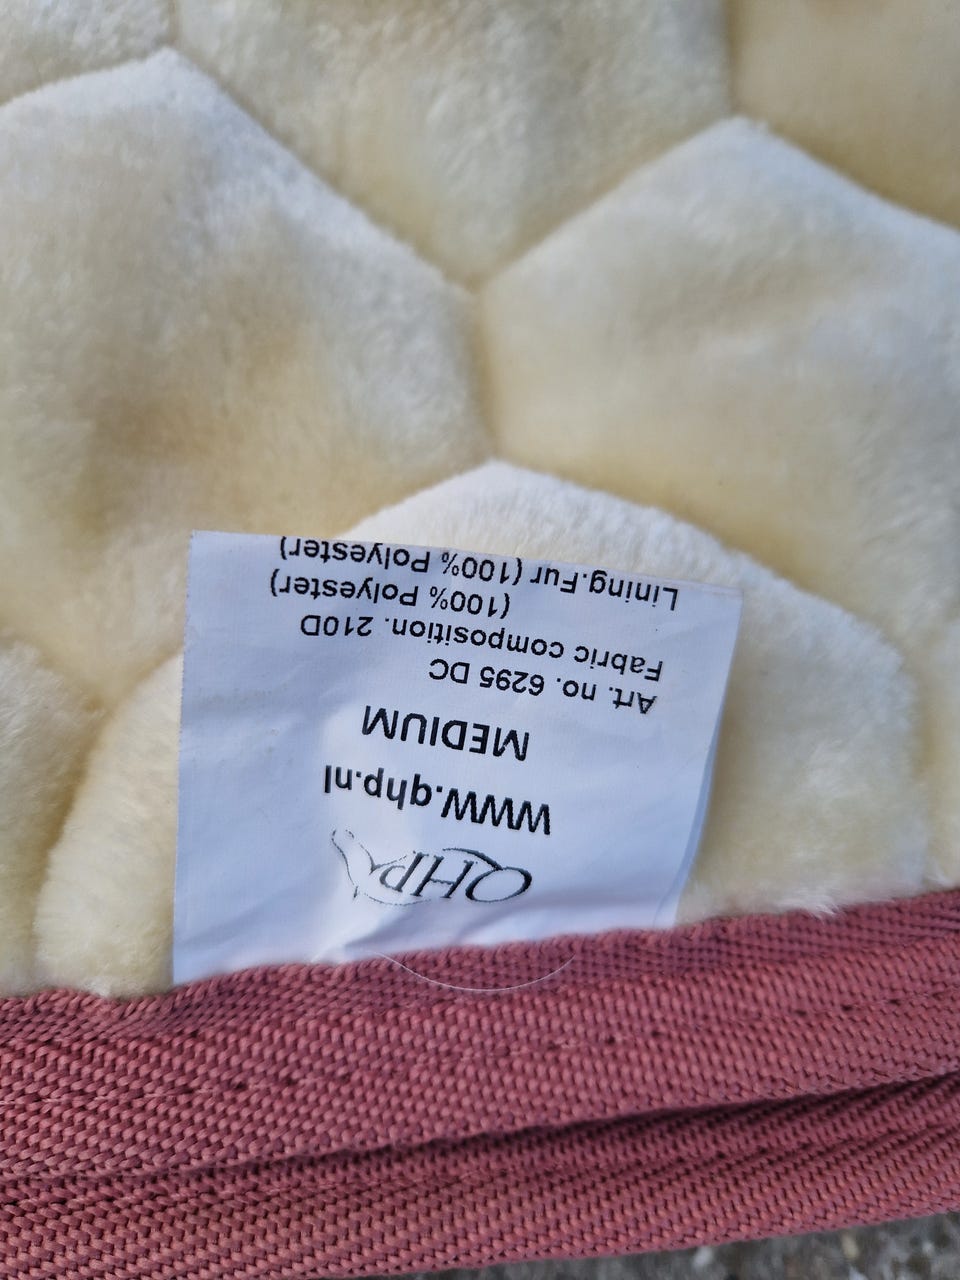 QHP
WWW.qhp.nl
MEDIUM
Art. no. 6295 DC
Fabric composition. 210D
(100% Polyester)
Lining.Fur (100% Polyester)